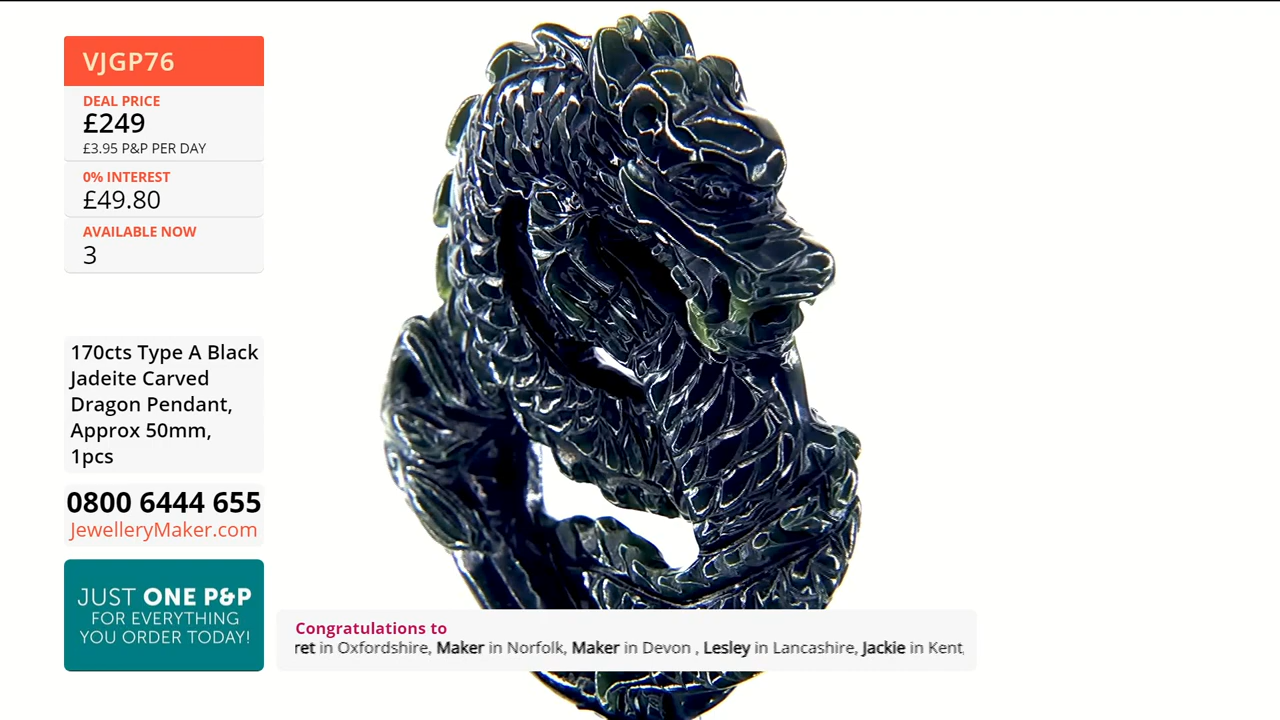 VJGP76
DEAL PRICE
£249
£3.95 P&P PER DAY
0% INTEREST
£49.80
AVAILABLE NOW
3
170cts Type A Black
Jadeite Carved
Dragon Pendant,
Approx 50mm,
1pcs
0800 6444 655
JewelleryMaker.com
JUST ONE P&P
FOR EVERYTHING
YOU ORDER TODAY!
Congratulations to
ret in Oxfordshire, Maker in Norfolk, Maker in Devon , Lesley in Lancashire, Jackie in Kent,